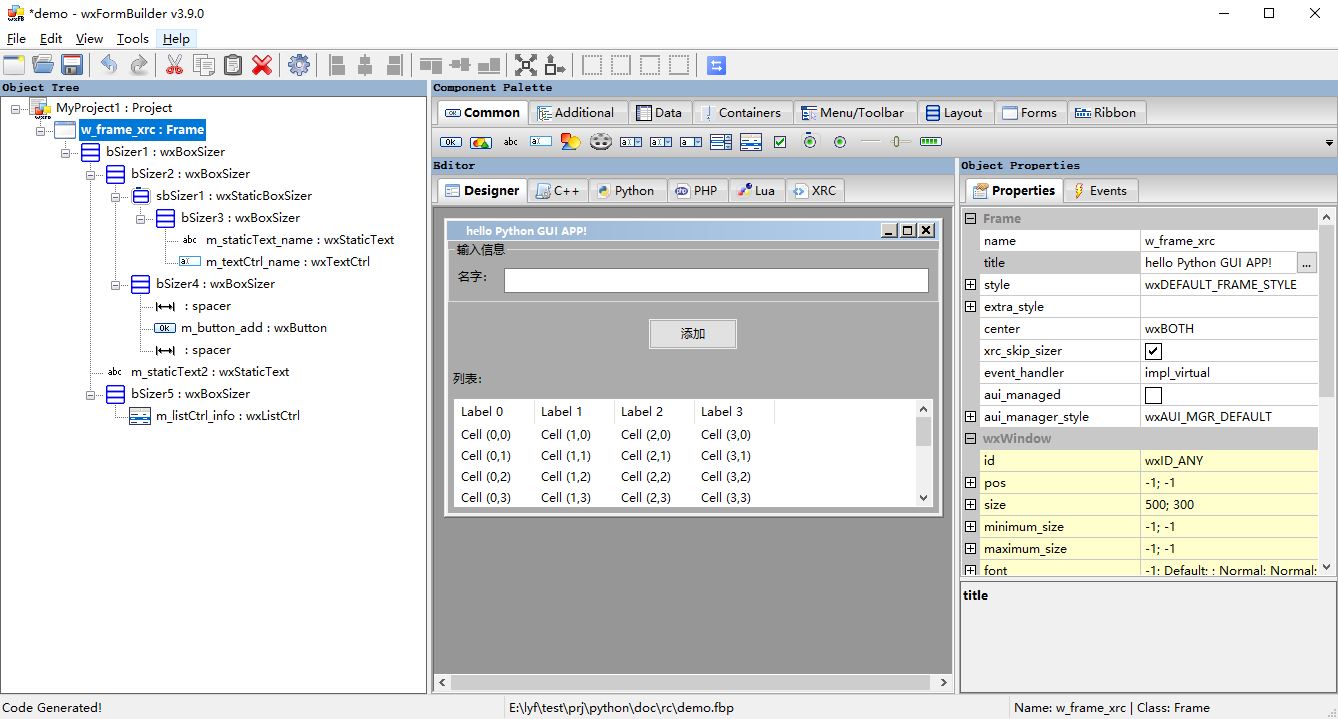 *demo - wxFormBuilder v3.9.0
File Edit View Tools Help
Object Tree
MyProject1 : Project
w_frame_xrc : Frame
bSizer1 : wxBoxSizer
bSizer2 : wxBoxSizer
sbSizer1 : wxStaticBoxSizer
bSizer3 : wxBoxSizer
m_staticText_name : wxStaticText
m_textCtrl_name : wxTextCtrl
bSizer4 : wxBoxSizer
: spacer
m_button_add : wxButton
: spacer
m_staticText2 : wxStaticText
bSizer5 : wxBoxSizer
m_listCtrl_info : wxListCtrl
Component Palette
Common Additional Data Containers Menu/Toolbar Layout Forms Ribbon
Editor
Designer C++ Python PHP Lua XRC
hello Python GUI APP!
输入信息
名字:
添加
列表:
Label 0 Label 1 Label 2 Label 3
Cell (0,0) Cell (1,0) Cell (2,0) Cell (3,0)
Cell (0,1) Cell (1,1) Cell (2,1) Cell (3,1)
Cell (0,2) Cell (1,2) Cell (2,2) Cell (3,2)
Cell (0,3) Cell (1,3) Cell (2,3) Cell (3,3)
Object Properties
Properties Events
Frame
name w_frame_xrc
title hello Python GUI APP! ...
style wxDEFAULT_FRAME_STYLE
extra_style
center wxBOTH
xrc_skip_sizer
event_handler impl_virtual
aui_managed
aui_manager_style wxAUI_MGR_DEFAULT
wxWindow
id wxID_ANY
pos -1; -1
size 500; 300
minimum_size -1; -1
maximum_size -1; -1
font -1; Default; ; Normal; Normal;
title
Code Generated!
E:\lyf\test\prj\python\doc\rc\demo.fbp
Name: w_frame_xrc | Class: Frame